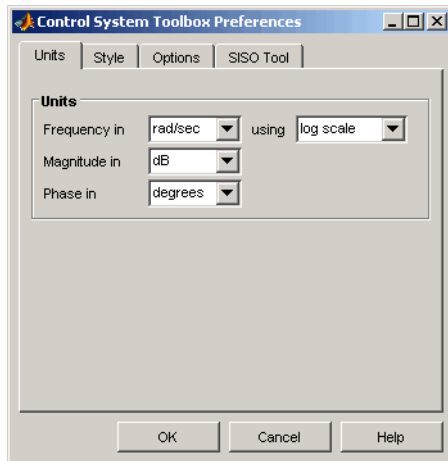 Control System Toolbox Preferences
Units Style Options SISO Tool
Units
Frequency in rad/sec using log scale
Magnitude in dB
Phase in degrees
OK Cancel Help